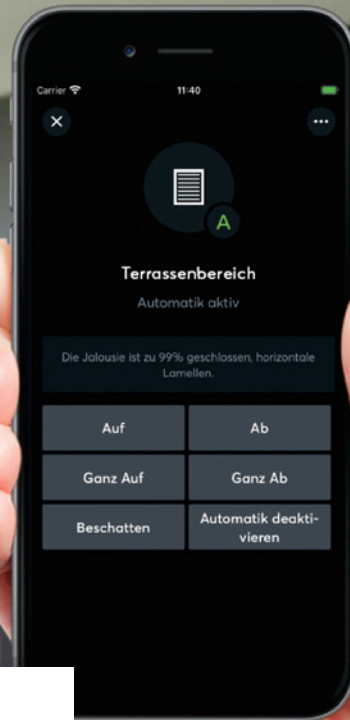 Carrier 11:40
A
Terrassenbereich
Automatik aktiv
Die Jalousie ist zu 99% geschlossen, horizontale
Lamellen.
Auf Ab
Ganz Auf Ganz Ab
Beschatten Automatik deakti-
vieren